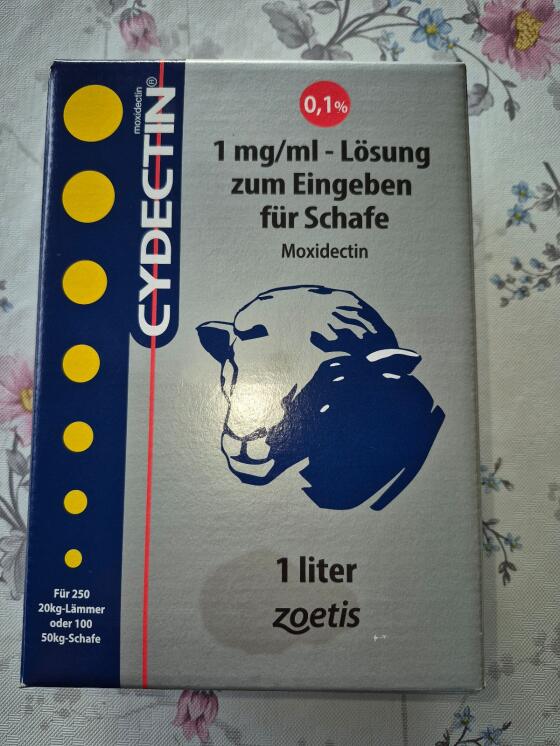 CYDECTIN®
moxidectin
0,1%
1 mg/ml - Lösung
zum Eingeben
für Schafe
Moxidectin
1 liter
zoetis
Für 250
20kg-Lämmer
oder 100
50kg-Schafe